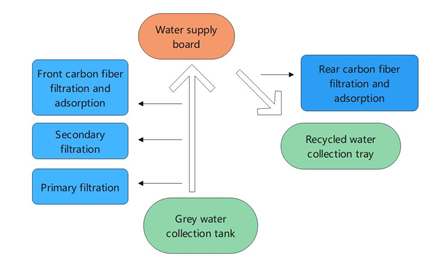 Water supply
board
Front carbon fiber
filtration and
adsorption
Rear carbon fiber
filtration and
adsorption
Secondary
filtration
Recycled water
collection tray
Primary filtration
Grey water
collection tank